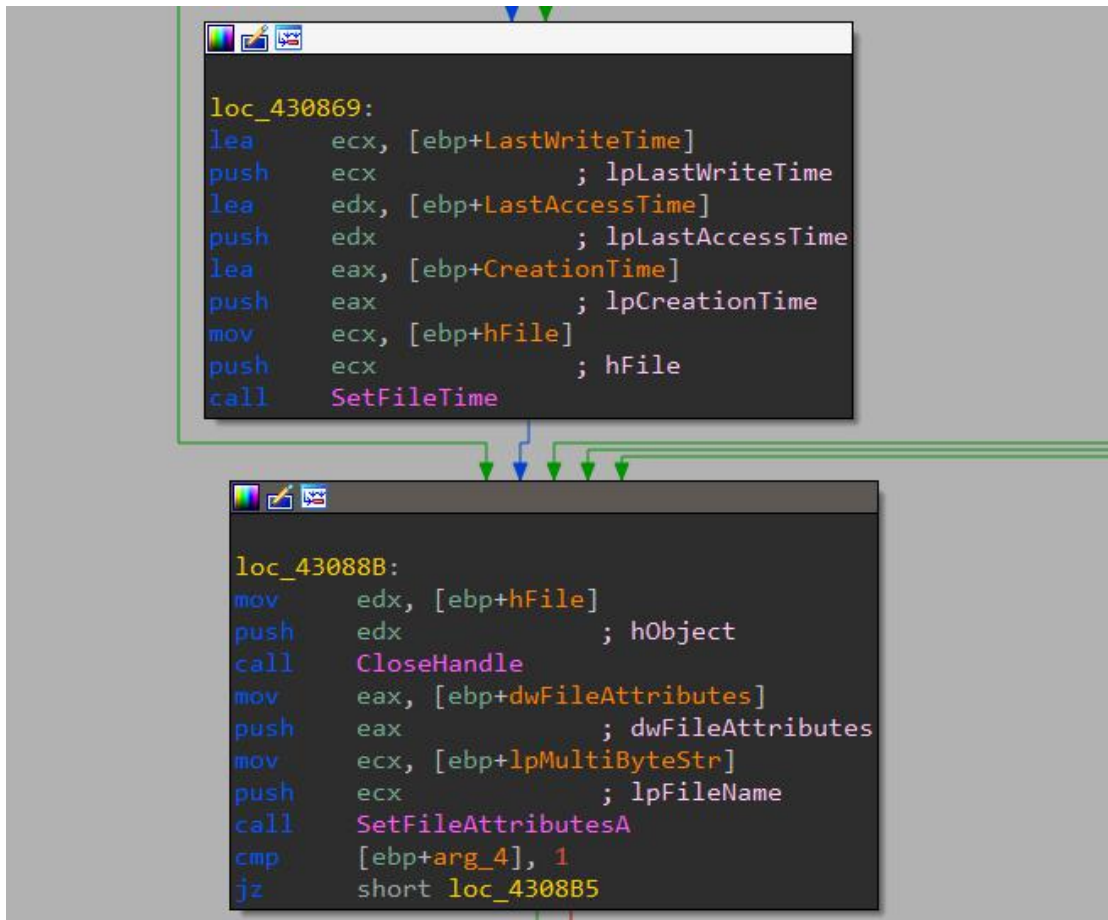 loc_430869:
lea ecx, [ebp+LastWriteTime]
push ecx ; lpLastWriteTime
lea edx, [ebp+LastAccessTime]
push edx ; lpLastAccessTime
lea eax, [ebp+CreationTime]
push eax ; lpCreationTime
mov ecx, [ebp+hFile]
push ecx ; hFile
call SetFileTime
loc_43088B:
mov edx, [ebp+hFile]
push edx ; hObject
call CloseHandle
mov eax, [ebp+dwFileAttributes]
push eax ; dwFileAttributes
mov ecx, [ebp+lpMultiByteStr]
push ecx ; lpFileName
call SetFileAttributesA
cmp [ebp+arg_4], 1
jz short loc_4308B5